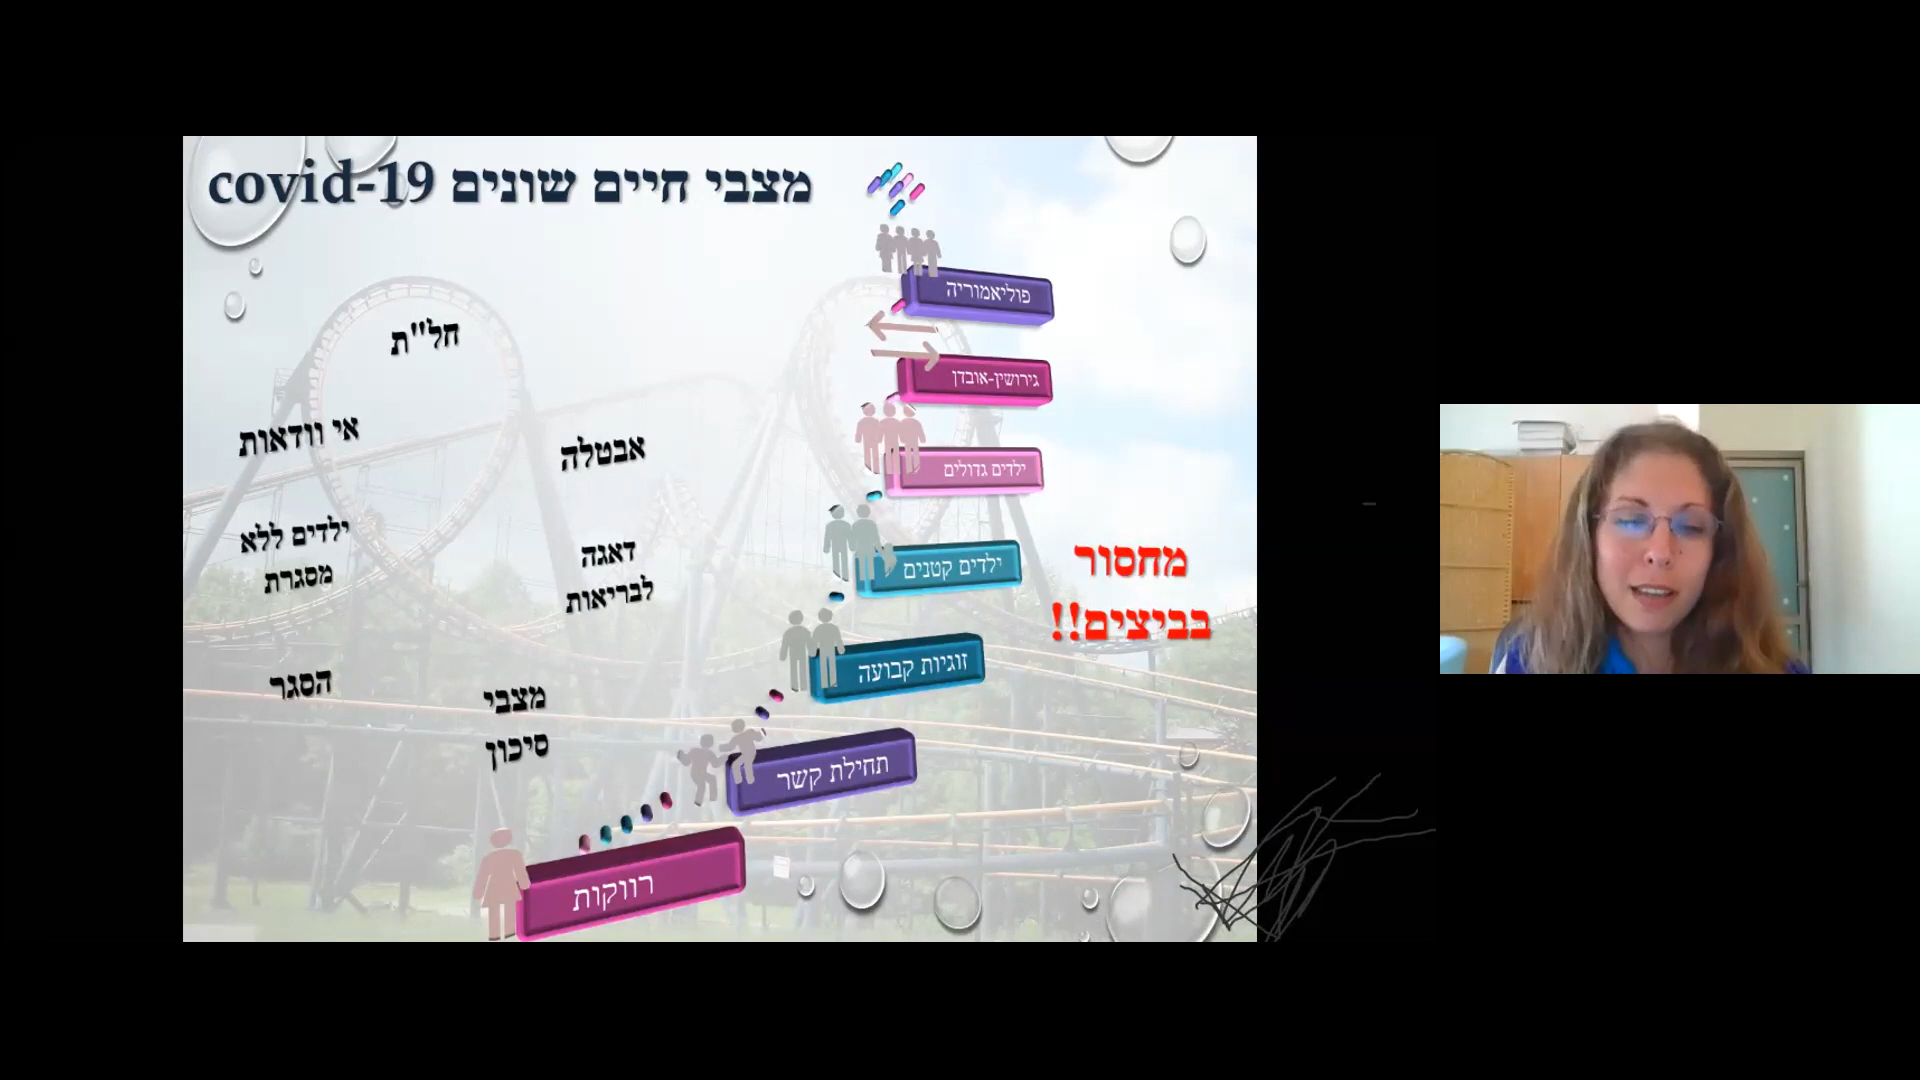 מצבי חיים שונים covid-19
פוליאמוריה
גירושין-אובדן
ילדים גדולים
ילדים קטנים
זוגיות קבועה
תחילת קשר
רווקות
מחסור
בביצים!!
חל"ת
אי וודאות
אבטלה
ילדים ללא
מסגרת
דאגה
לבריאות
הסגר
מצבי
סיכון